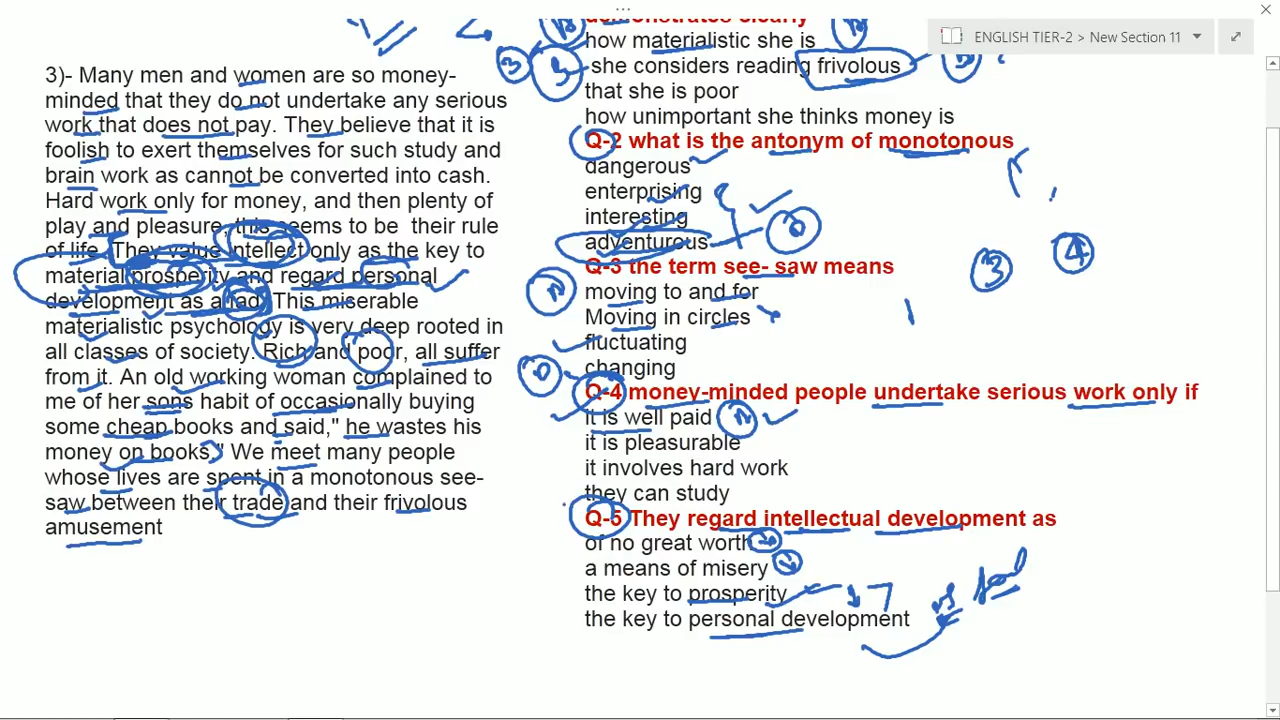 ENGLISH TIER-2 > New Section 11
3)- Many men and women are so money-
minded that they do not undertake any serious
work that does not pay. They believe that it is
foolish to exert themselves for such study and
brain work as cannot be converted into cash.
Hard work only for money, and then plenty of
play and pleasure, this seems to be their rule
of life. They value intellect only as the key to
material prosperity and regard personal
development as a fad. This miserable
materialistic psychology is very deep rooted in
all classes of society. Rich and poor, all suffer
from it. An old working woman complained to
me of her sons habit of occasionally buying
some cheap books and said," he wastes his
money on books," We meet many people
whose lives are spent in a monotonous see-
saw between their trade and their frivolous
amusement
demonstrates clearly
how materialistic she is
she considers reading frivolous
that she is poor
how unimportant she thinks money is
Q-2 what is the antonym of monotonous
dangerous
enterprising
interesting
adventurous
Q-3 the term see- saw means
moving to and for
Moving in circles
fluctuating
changing
Q-4 money-minded people undertake serious work only if
it is well paid
it is pleasurable
it involves hard work
they can study
Q-5 They regard intellectual development as
of no great worth
a means of misery
the key to prosperity
the key to personal development
3
4